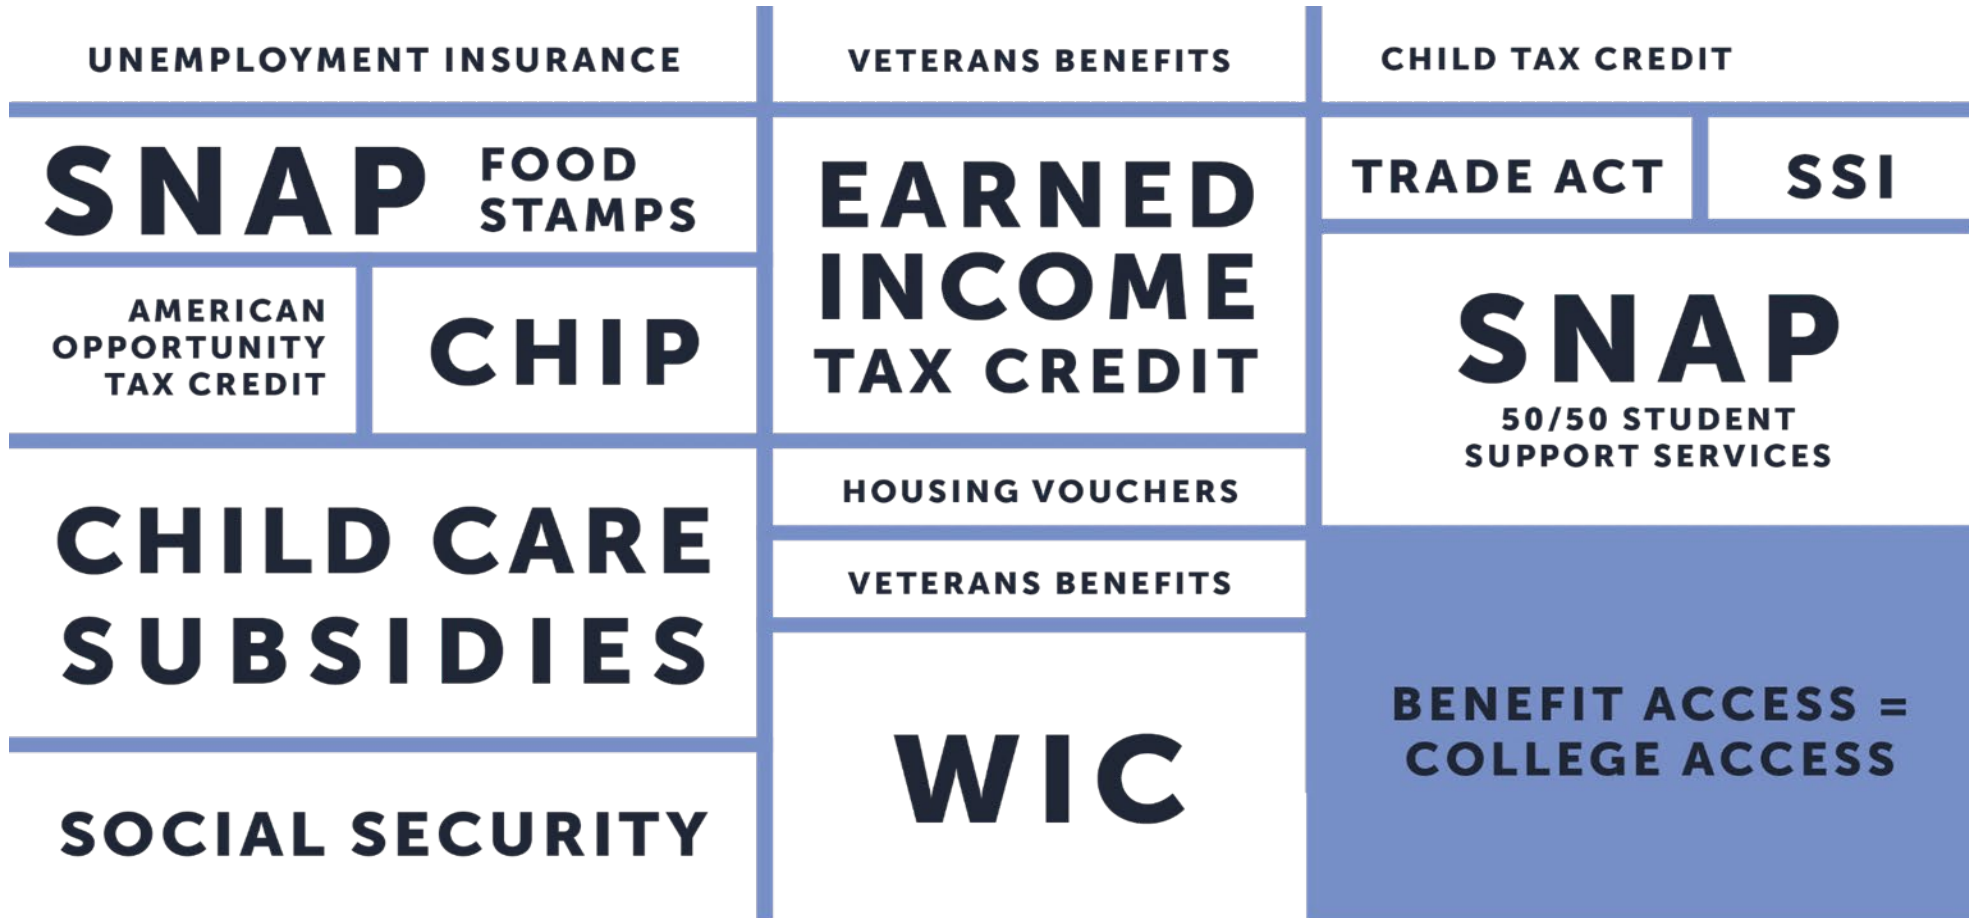 UNEMPLOYMENT INSURANCE
SNAP
FOOD
STAMPS
AMERICAN
OPPORTUNITY
TAX CREDIT
CHIP
CHILD CARE
SUBSIDIES
SOCIAL SECURITY
VETERANS BENEFITS
EARNED
INCOME
TAX CREDIT
HOUSING VOUCHERS
VETERANS BENEFITS
WIC
CHILD TAX CREDIT
TRADE ACT
SSI
SNAP
50/50 STUDENT
SUPPORT SERVICES
BENEFIT ACCESS =
COLLEGE ACCESS